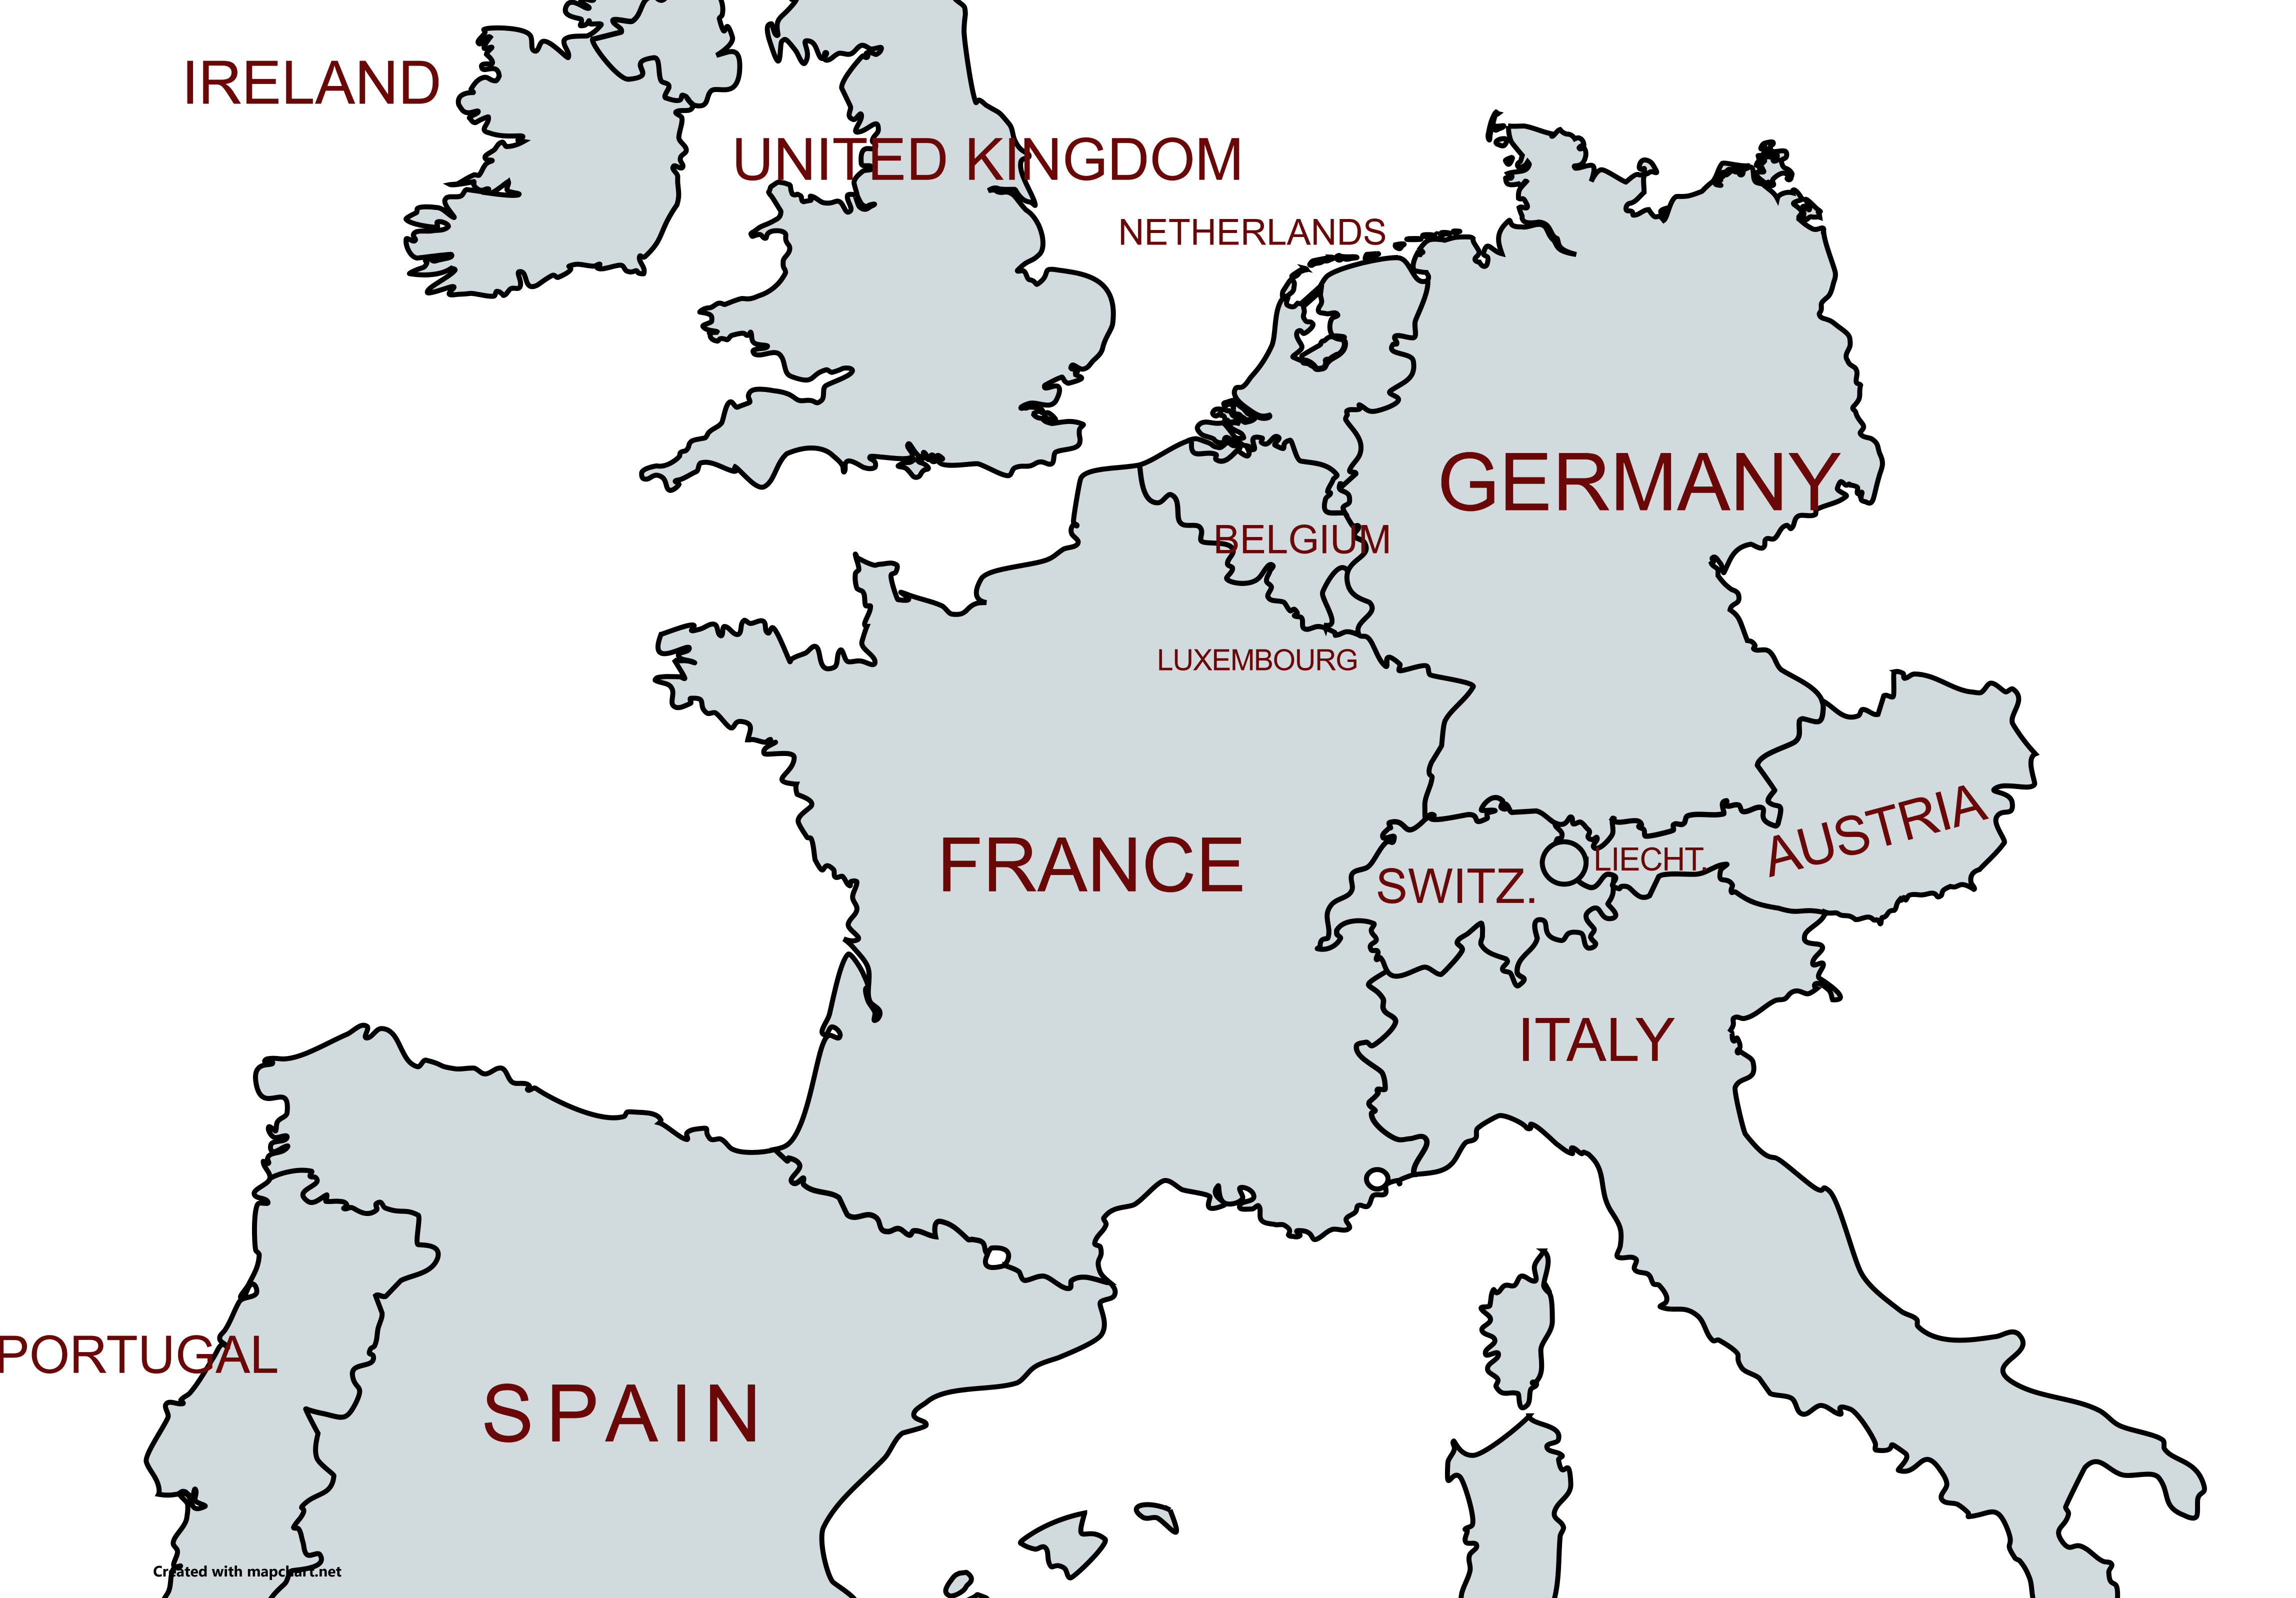 IRELAND
UNITED KINGDOM
NETHERLANDS
GERMANY
BELGIUM
LUXEMBOURG
AUSTRIA
FRANCE
LIECHT.
SWITZ.
ITALY
PORTUGAL
SPAIN
Created with mapchart.net